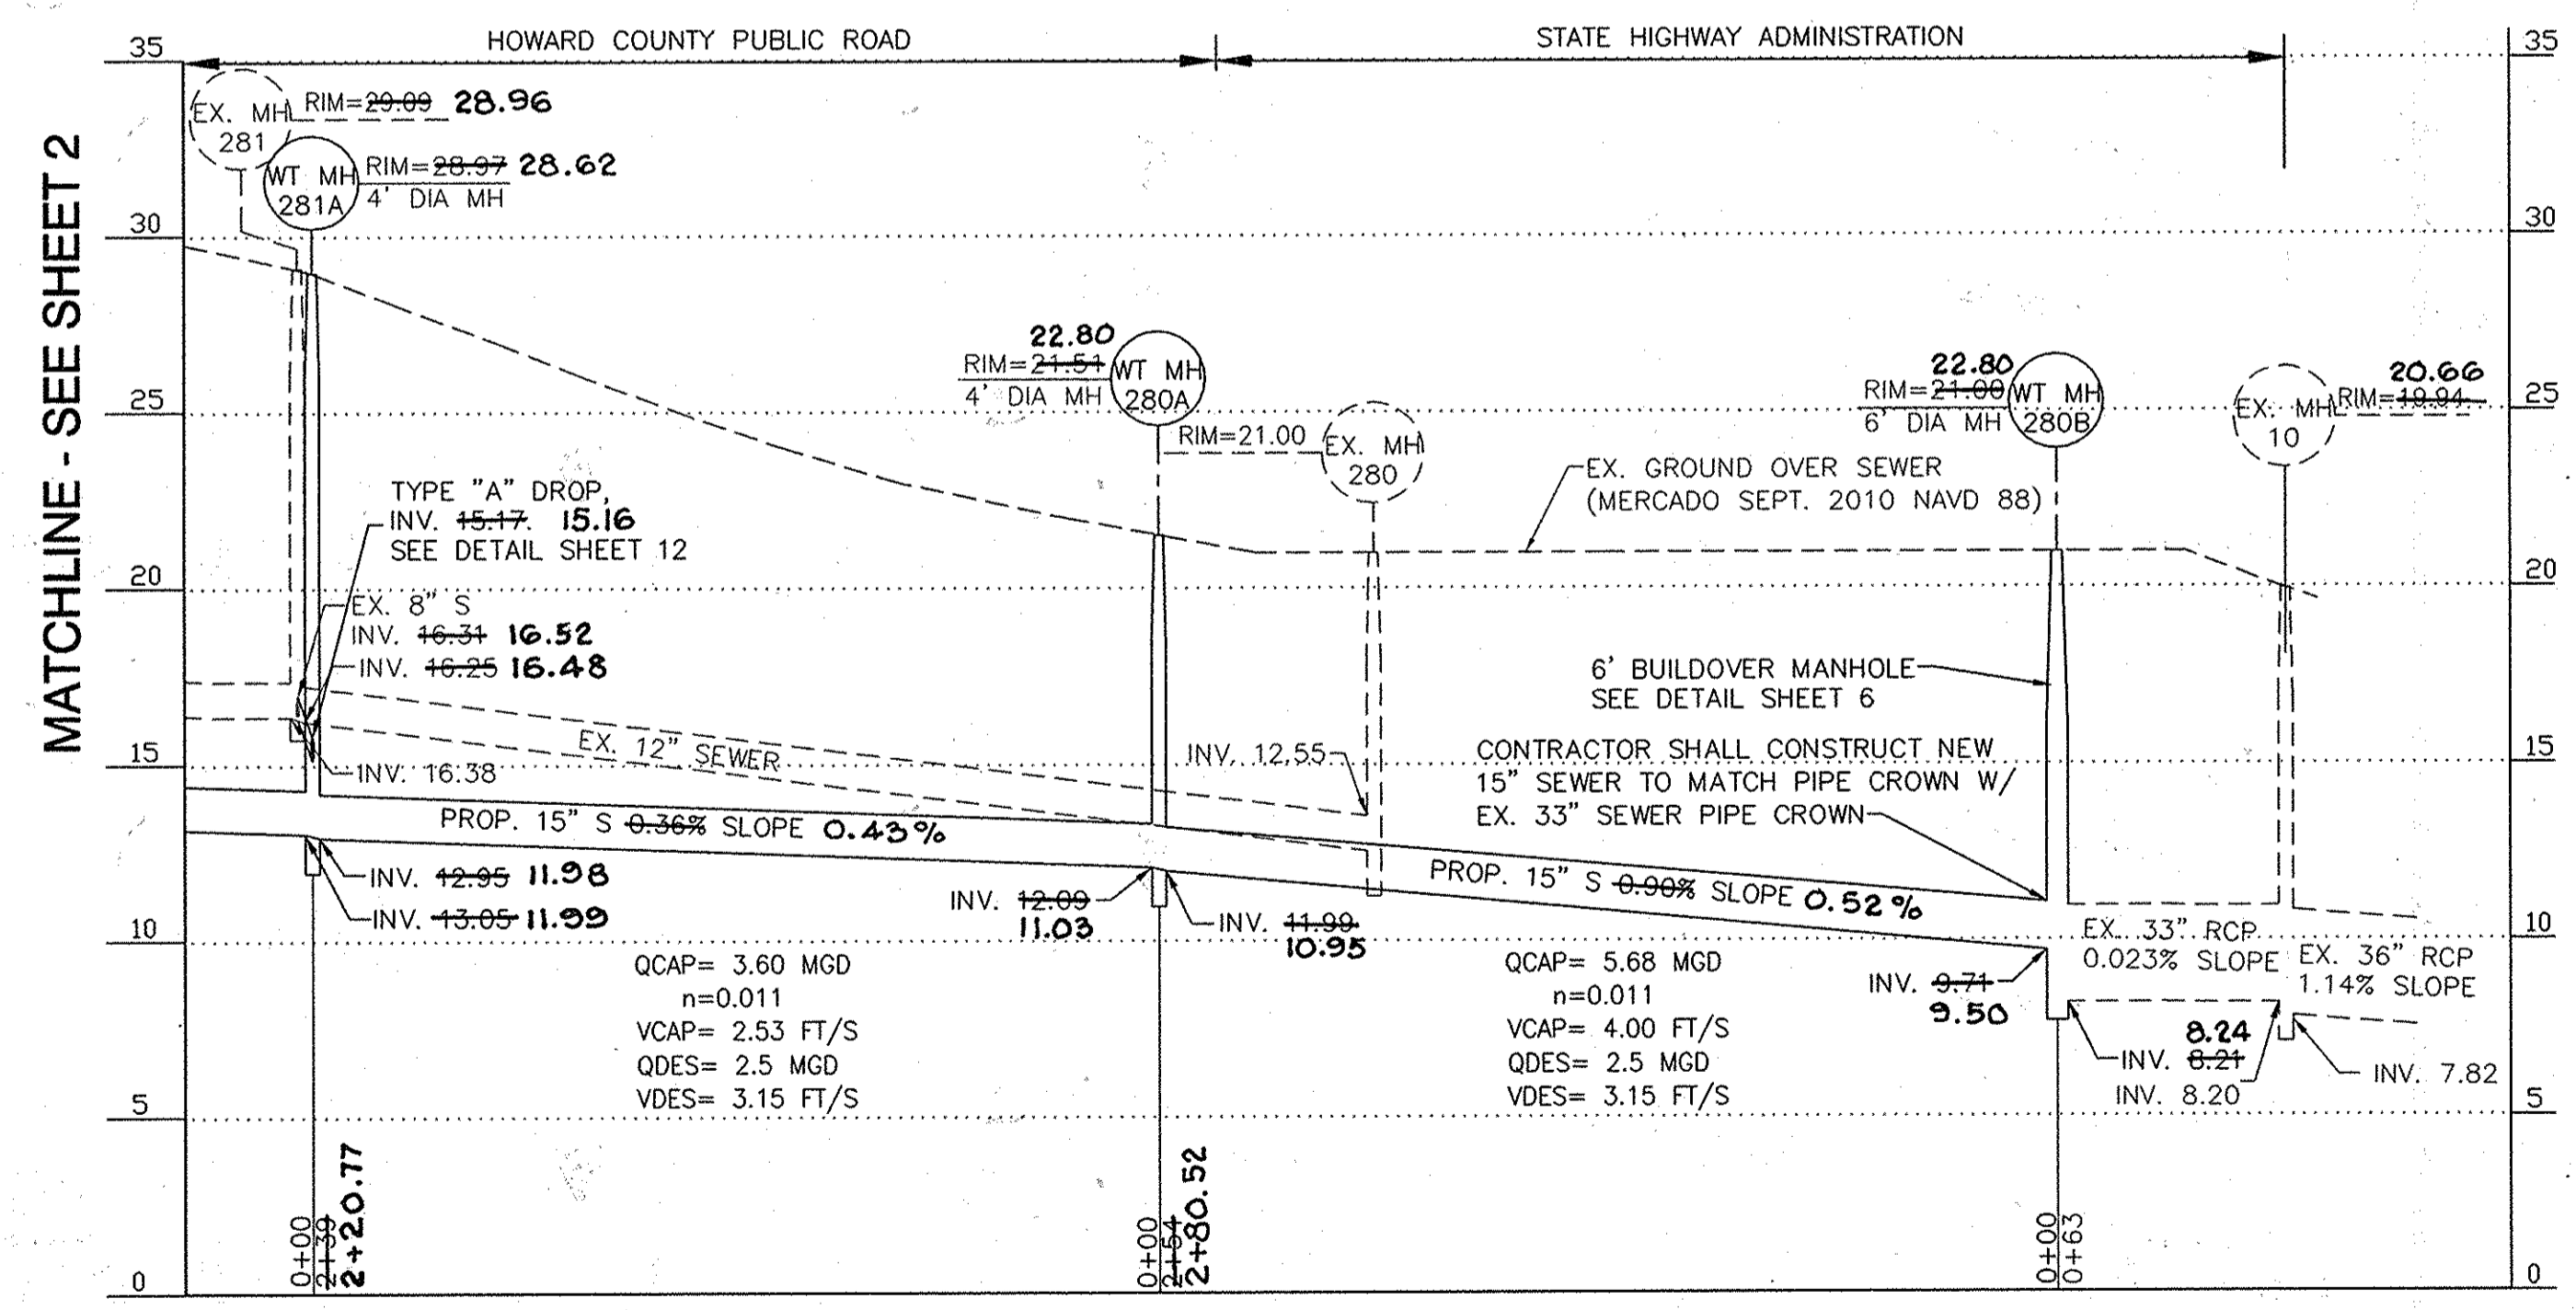 HOWARD COUNTY PUBLIC ROAD
STATE HIGHWAY ADMINISTRATION
35
35
EX. MH
281
RIM=29.09 28.96
WT MH
281A
RIM=28.97 28.62
4' DIA MH
MATCHLINE - SEE SHEET 2
30
30
22.80
RIM=21.51
4' DIA MH
WT MH
280A
RIM=21.00
EX. MH
280
22.80
RIM=21.00
6' DIA MH
WT MH
280B
20.66
RIM=19.94
EX. MH
10
25
25
EX. GROUND OVER SEWER
(MERCADO SEPT. 2010 NAVD 88)
TYPE "A" DROP,
INV. 15.17. 15.16
SEE DETAIL SHEET 12
20
20
EX. 8" S
INV. 16.31 16.52
INV. 16.25 16.48
6' BUILDOVER MANHOLE
SEE DETAIL SHEET 6
EX. 12" SEWER
INV. 12.55
CONTRACTOR SHALL CONSTRUCT NEW
15" SEWER TO MATCH PIPE CROWN W/
EX. 33" SEWER PIPE CROWN
15
15
INV. 16.38
PROP. 15" S 0.36% SLOPE 0.43%
PROP. 15" S 0.90% SLOPE 0.52%
INV. 12.95 11.98
INV. 13.05 11.99
INV. 12.09
11.03
INV. 11.99
10.95
10
10
EX. 33" RCP
0.023% SLOPE
EX. 36" RCP
1.14% SLOPE
QCAP= 3.60 MGD
n=0.011
VCAP= 2.53 FT/S
QDES= 2.5 MGD
VDES= 3.15 FT/S
QCAP= 5.68 MGD
n=0.011
VCAP= 4.00 FT/S
QDES= 2.5 MGD
VDES= 3.15 FT/S
INV. 9.71
9.50
8.24
INV. 8.21
INV. 8.20
INV. 7.82
5
5
0+00
2+39
2+20.77
0+00
2+54
2+80.52
0+00
0+63
0
0